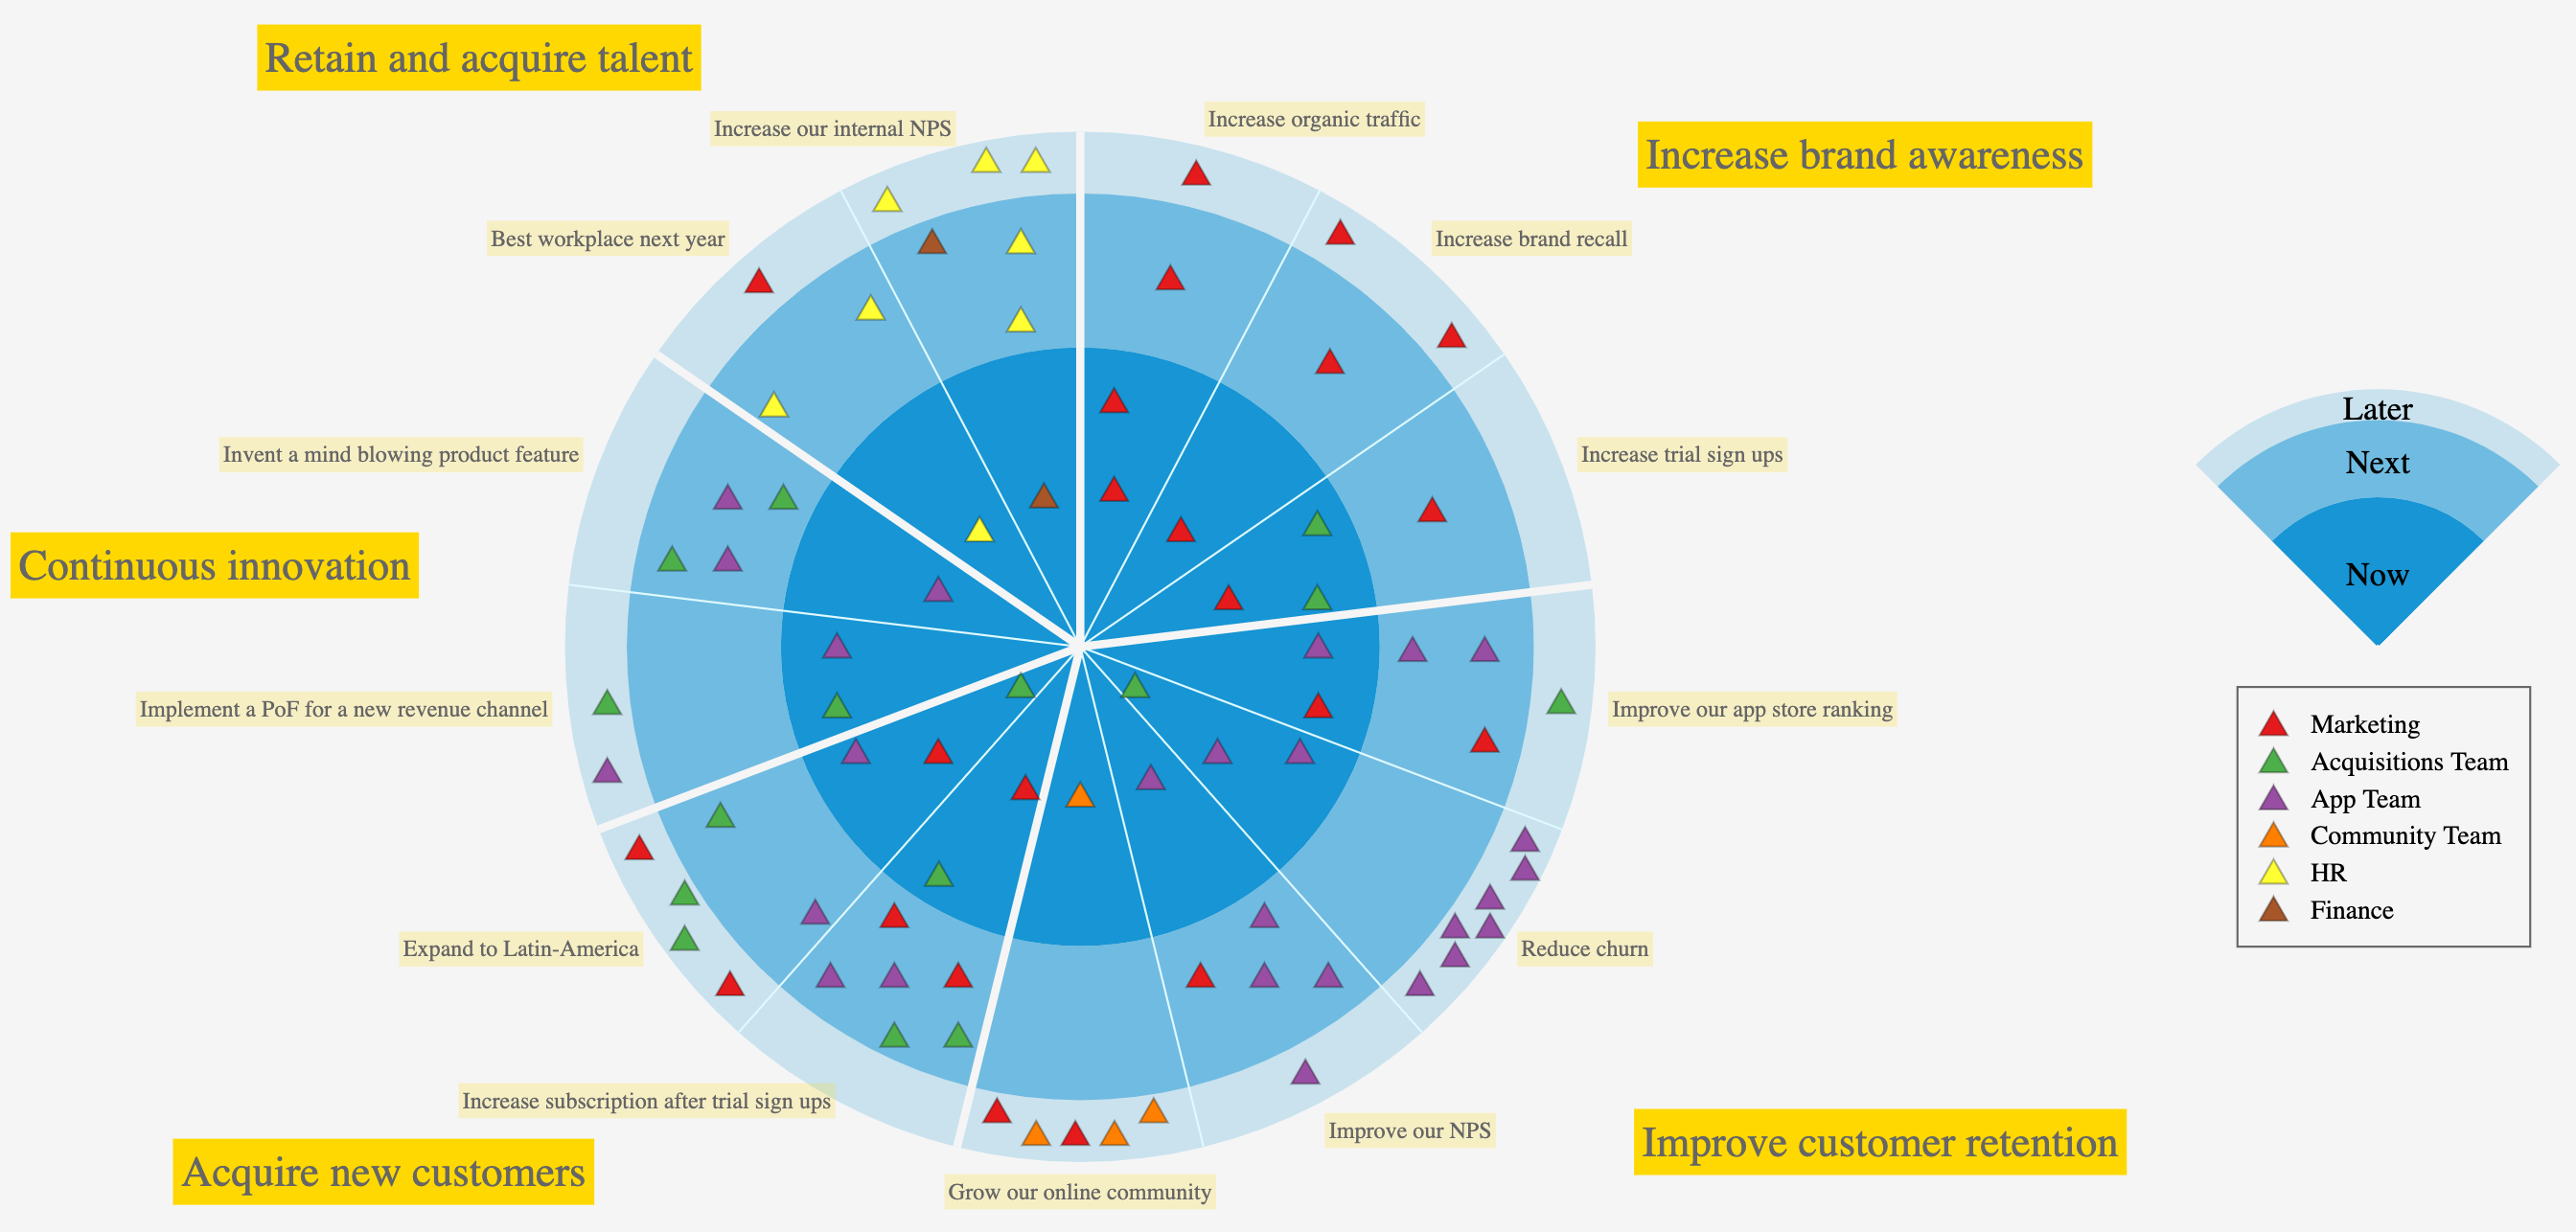 Retain and acquire talent
Increase our internal NPS
Increase organic traffic
Increase brand awareness
Best workplace next year
Increase brand recall
Invent a mind blowing product feature
Increase trial sign ups
Continuous innovation
Implement a PoF for a new revenue channel
Improve our app store ranking
Expand to Latin-America
Reduce churn
Increase subscription after trial sign ups
Improve our NPS
Acquire new customers
Grow our online community
Improve customer retention
Later
Next
Now
Marketing
Acquisitions Team
App Team
Community Team
HR
Finance